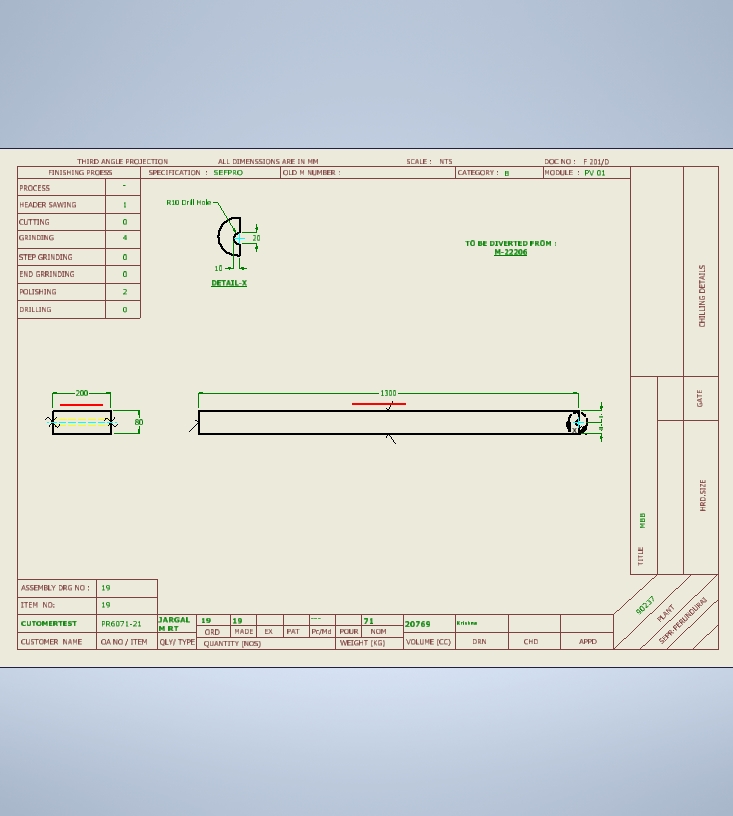 THIRD ANGLE PROJECTION ALL DIMENSSIONS ARE IN MM SCALE : NTS DOC NO : F 201/D
FINISHING PROESS SPECIFICATION : SEFPRO OLD M NUMBER : CATEGORY : B MODULE : PV 01
PROCESS -
HEADER SAWING 1
CUTTING 0
GRINDING 4
STEP GRINDING 0
END GRRINDING 0
POLISHING 2
DRILLING 0
R10 Drill Hole
20
10
DETAIL-X
TO BE DIVERTED FROM :
M-22206
CHILLING DETAILS
GATE
HRD.SIZE
TITLE MBB
200
80
1300
X
ASSEMBLY DRG NO : 19
ITEM NO: 19
CUTOMERTEST PR6071-21 JARGAL M RT 19 19 ---- 71 20769 Krishna
ORD MADE EX PAT Pc/Md POUR NOM
CUSTOMER NAME OA NO / ITEM QLY/ TYPE QUANTITY (NOS) WEIGHT (KG) VOLUME (CC) DRN CHD APPD
90237
PLANT
SEPR-PERUNDURAI